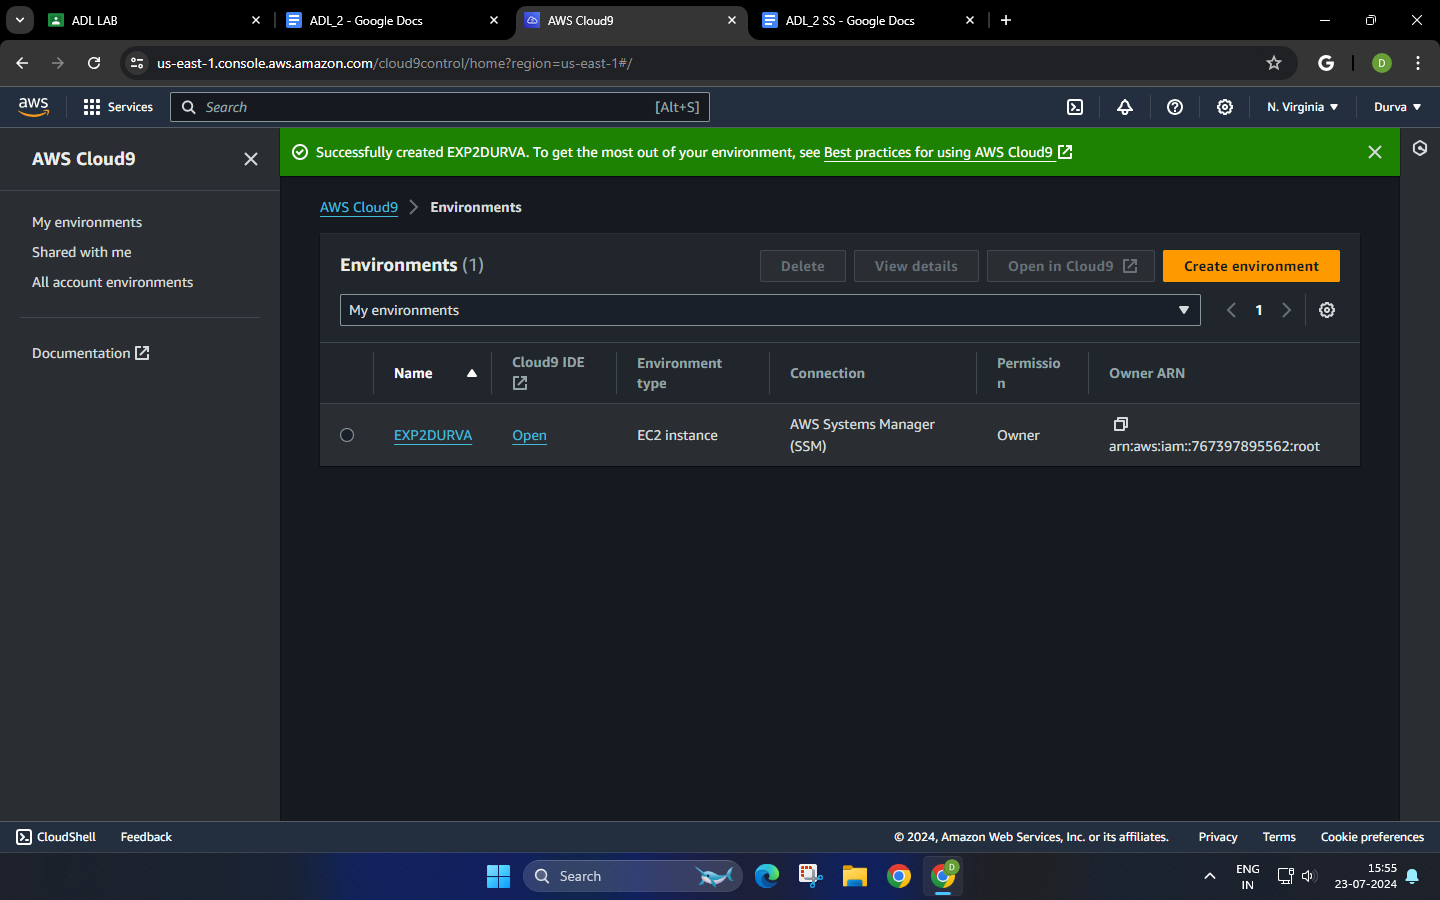 ADL LAB
ADL_2 - Google Docs
AWS Cloud9
ADL_2 SS - Google Docs
us-east-1.console.aws.amazon.com/cloud9control/home?region=us-east-1#/
G
D
aws
Services
Search
[Alt+S]
N. Virginia
Durva
AWS Cloud9
My environments
Shared with me
All account environments
Documentation
Successfully created EXP2DURVA. To get the most out of your environment, see Best practices for using AWS Cloud9
AWS Cloud9
Environments
Environments (1)
Delete
View details
Open in Cloud9
Create environment
My environments
1
Name
Cloud9 IDE
Environment
type
Connection
Permissio
n
Owner ARN
EXP2DURVA
Open
EC2 instance
AWS Systems Manager
(SSM)
Owner
arn:aws:iam::767397895562:root
CloudShell
Feedback
© 2024, Amazon Web Services, Inc. or its affiliates.
Privacy
Terms
Cookie preferences
Search
D
ENG
IN
15:55
23-07-2024